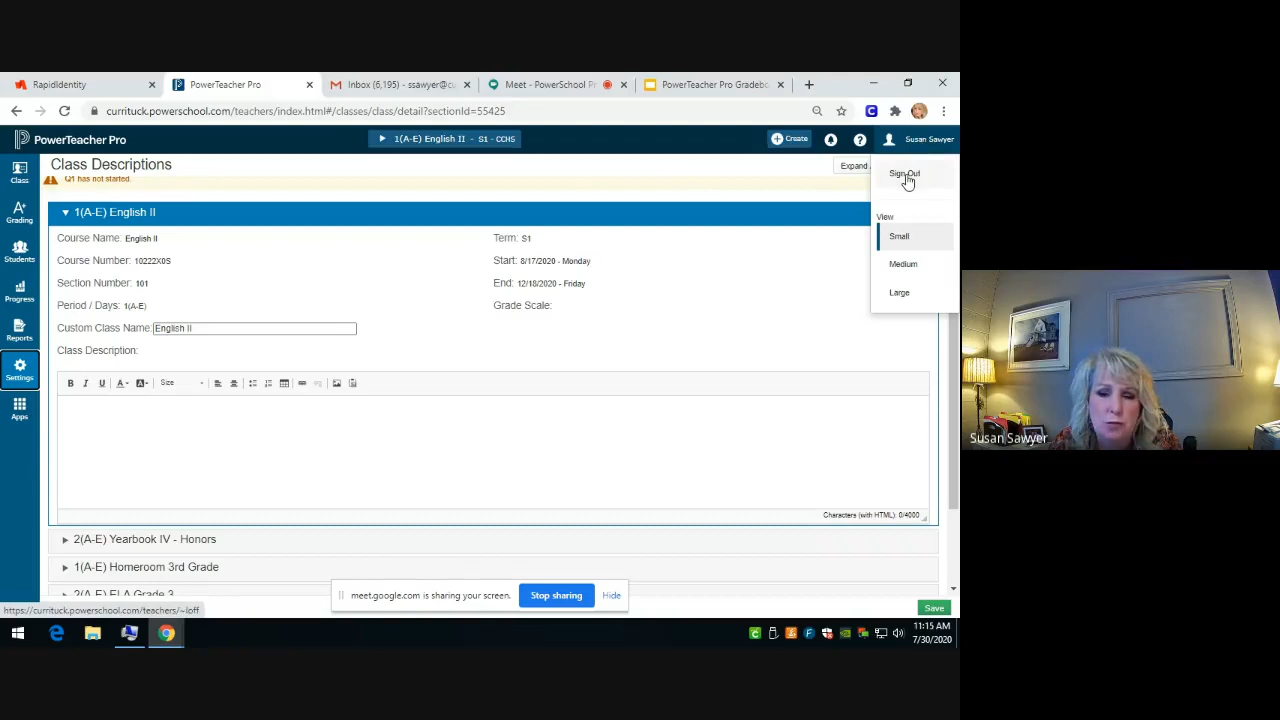 RapidIdentity
PowerTeacher Pro
Inbox (6,195) - ssawyer@cu
Meet - PowerSchool Pr
PowerTeacher Pro Gradebo
currituck.powerschool.com/teachers/index.html#/classes/class/detail?sectionId=55425
PowerTeacher Pro
1(A-E) English II - S1 - CCHS
Create
Susan Sawyer
Class
Grading
Students
Progress
Reports
Settings
Apps
Class Descriptions
Expand
Q1 has not started.
Sign Out
View
Small
Medium
Large
1(A-E) English II
Course Name: English II
Term: S1
Course Number: 10222X0S
Start: 8/17/2020 - Monday
Section Number: 101
End: 12/18/2020 - Friday
Period / Days: 1(A-E)
Grade Scale:
Custom Class Name: English II
Class Description:
B I U A A Size
Characters (with HTML): 0/4000
2(A-E) Yearbook IV - Honors
1(A-E) Homeroom 3rd Grade
2(A-E) ELA Grade 3
meet.google.com is sharing your screen.
Stop sharing
Hide
https://currituck.powerschool.com/teachers/~loff
Save
11:15 AM
7/30/2020
Susan Sawyer